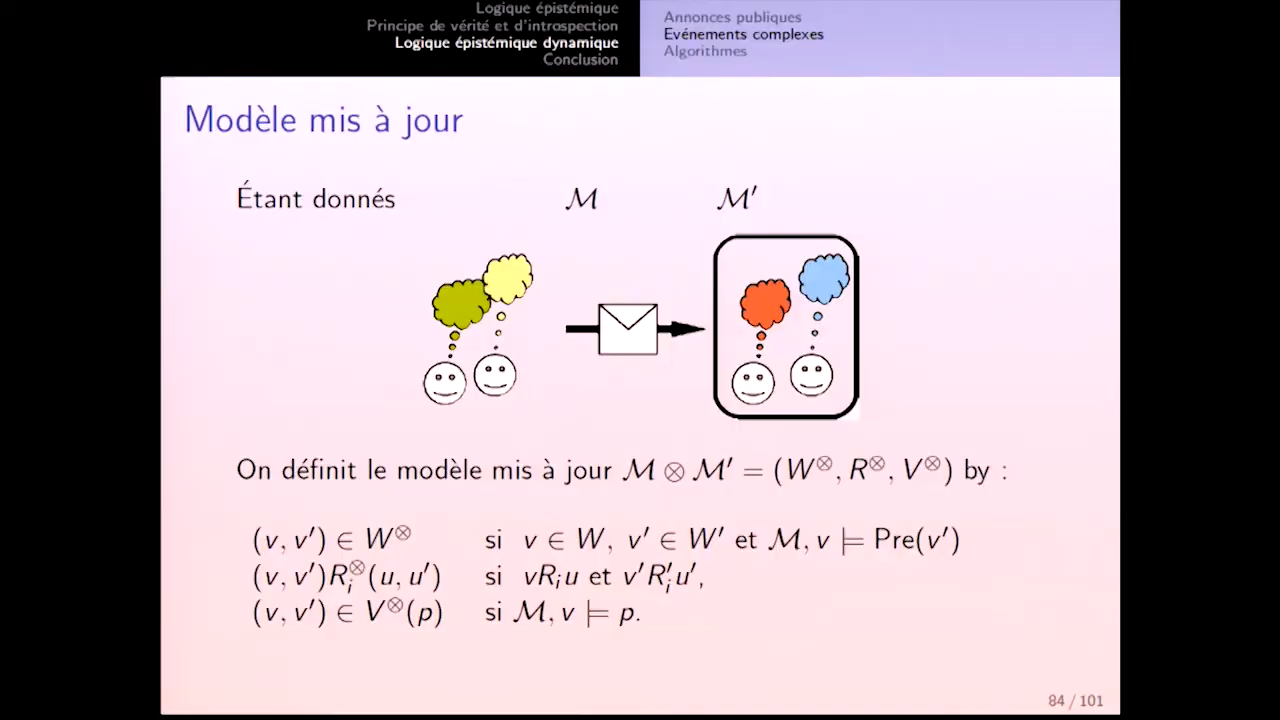 Logique épistémique
Principe de vérité et d'introspection
Logique épistémique dynamique
Conclusion
Annonces publiques
Evénements complexes
Algorithmes
Modèle mis à jour
Étant donnés ℳ ℳ′
On définit le modèle mis à jour ℳ ⊗ ℳ′ = (W^⊗, R^⊗, V^⊗) by :
(v, v′) ∈ W^⊗ si v ∈ W, v′ ∈ W′ et ℳ, v ⊨ Pre(v′)
(v, v′)R_i^⊗(u, u′) si vR_iu et v′R′_iu′,
(v, v′) ∈ V^⊗(p) si ℳ, v ⊨ p.
84 / 101